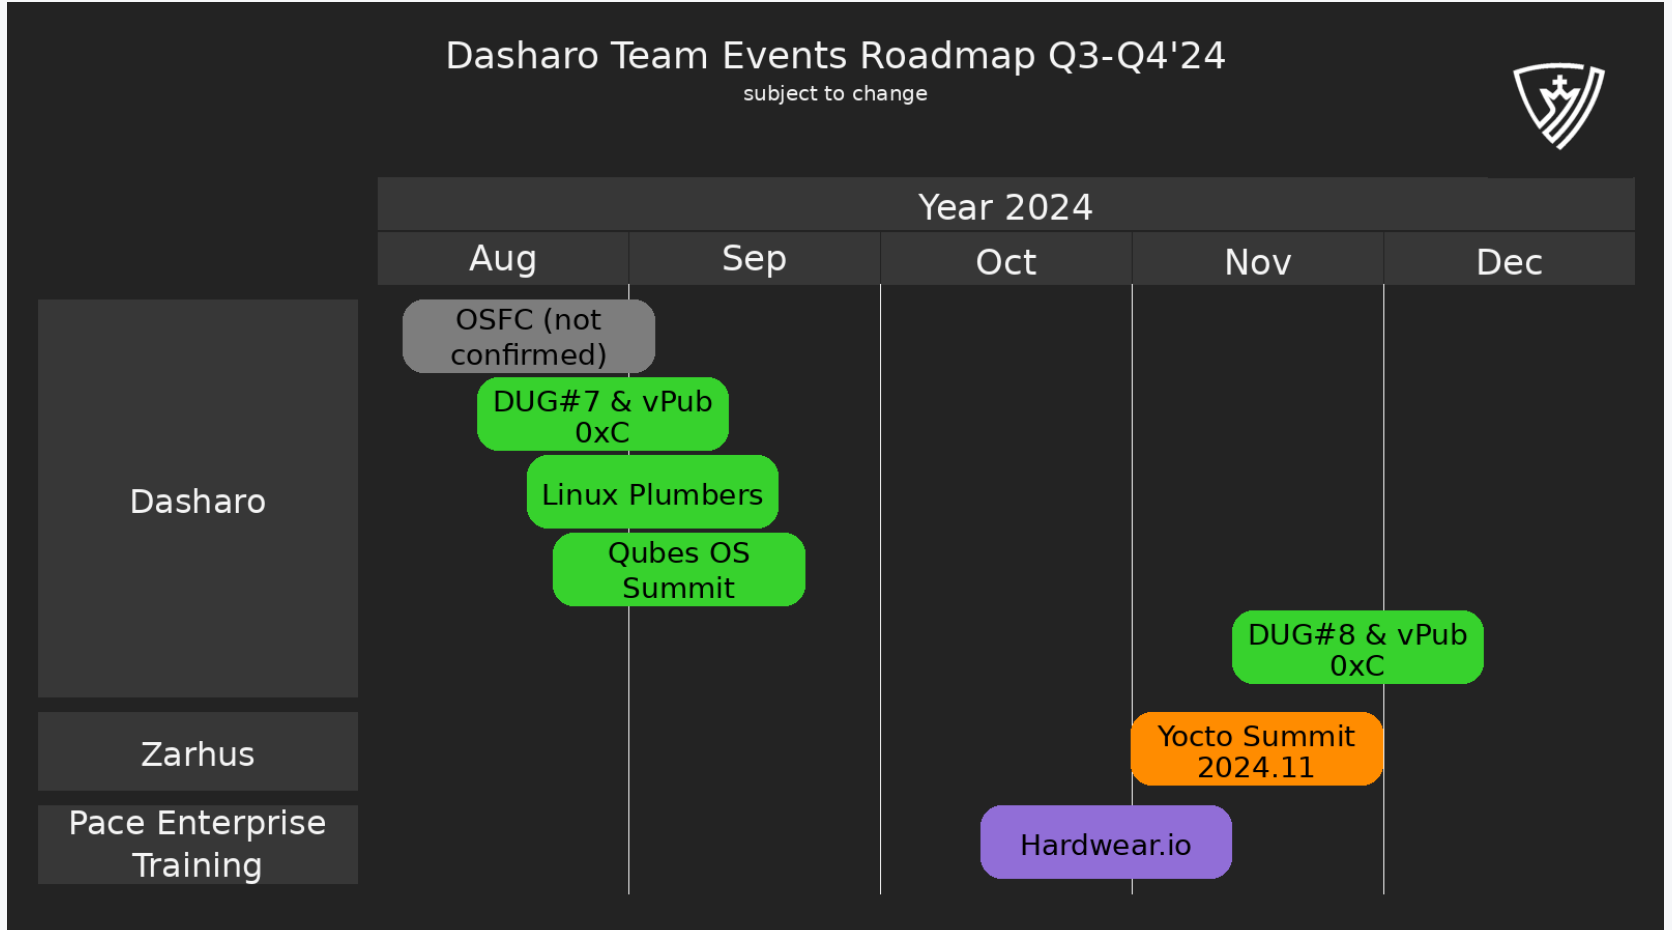 Dasharo Team Events Roadmap Q3-Q4'24
subject to change
Year 2024
Aug Sep Oct Nov Dec
Dasharo
OSFC (not
confirmed)
DUG#7 & vPub
0xC
Linux Plumbers
Qubes OS
Summit
DUG#8 & vPub
0xC
Zarhus
Yocto Summit
2024.11
Pace Enterprise
Training
Hardwear.io